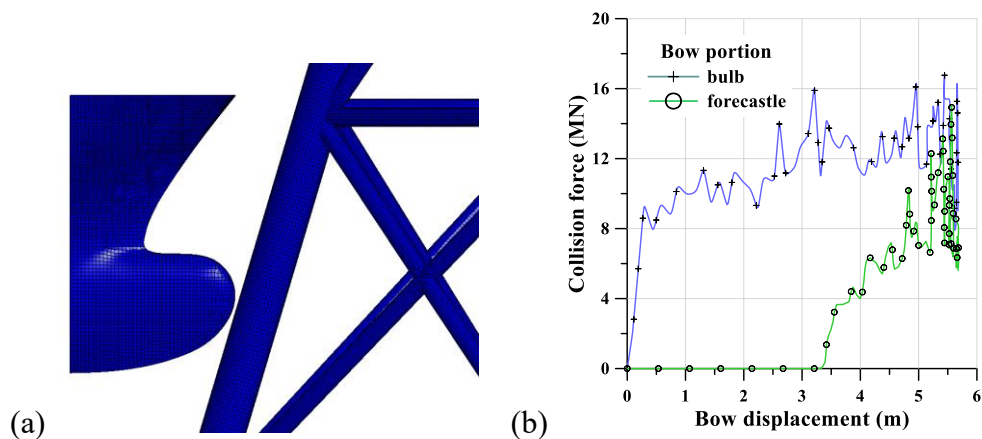 (a)
(b)
20
16
12
8
4
0
Collision force (MN)
Bow portion
bulb
forecastle
0 1 2 3 4 5 6
Bow displacement (m)